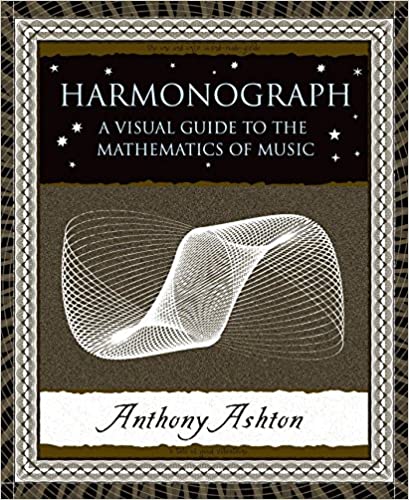 HARMONOGRAPH
A VISUAL GUIDE TO THE
MATHEMATICS OF MUSIC
Anthony Ashton